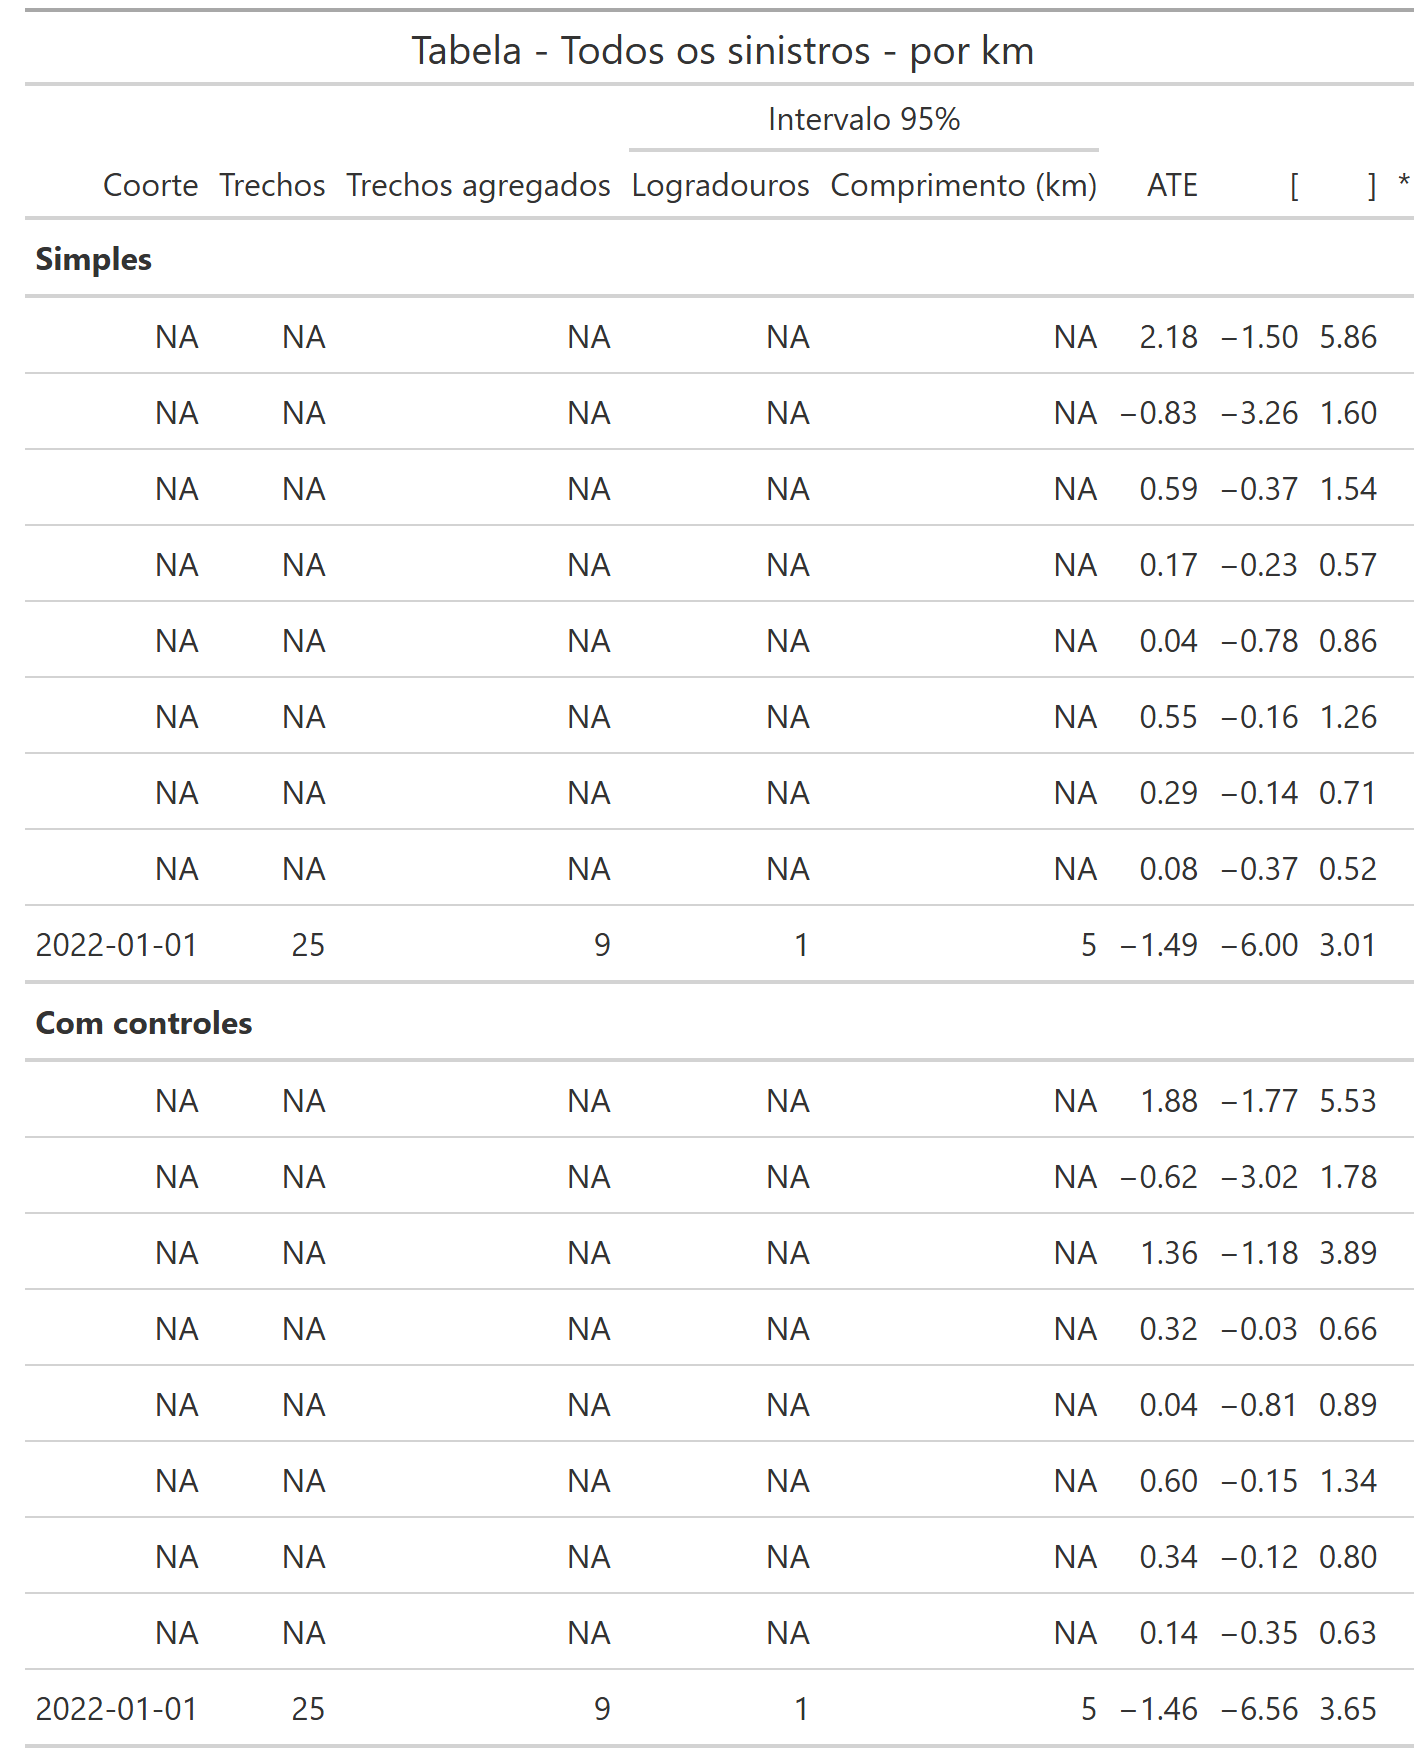 Tabela - Todos os sinistros - por km
Intervalo 95%
Coorte Trechos Trechos agregados Logradouros Comprimento (km) ATE [ ] *
Simples
NA NA NA NA NA 2.18 −1.50 5.86
NA NA NA NA NA −0.83 −3.26 1.60
NA NA NA NA NA 0.59 −0.37 1.54
NA NA NA NA NA 0.17 −0.23 0.57
NA NA NA NA NA 0.04 −0.78 0.86
NA NA NA NA NA 0.55 −0.16 1.26
NA NA NA NA NA 0.29 −0.14 0.71
NA NA NA NA NA 0.08 −0.37 0.52
2022-01-01 25 9 1 5 −1.49 −6.00 3.01
Com controles
NA NA NA NA NA 1.88 −1.77 5.53
NA NA NA NA NA −0.62 −3.02 1.78
NA NA NA NA NA 1.36 −1.18 3.89
NA NA NA NA NA 0.32 −0.03 0.66
NA NA NA NA NA 0.04 −0.81 0.89
NA NA NA NA NA 0.60 −0.15 1.34
NA NA NA NA NA 0.34 −0.12 0.80
NA NA NA NA NA 0.14 −0.35 0.63
2022-01-01 25 9 1 5 −1.46 −6.56 3.65